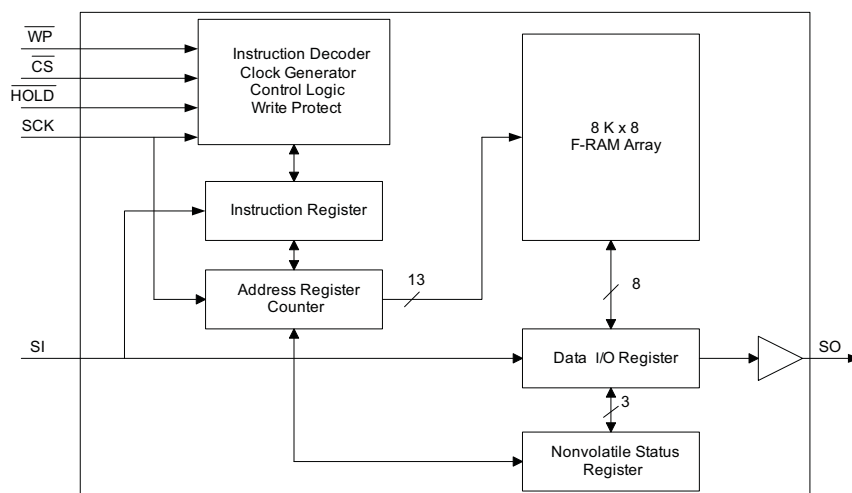 WP
CS
HOLD
SCK
Instruction Decoder
Clock Generator
Control Logic
Write Protect
8 K x 8
F-RAM Array
Instruction Register
Address Register
Counter
13
8
SI
Data I/O Register
SO
3
Nonvolatile Status
Register